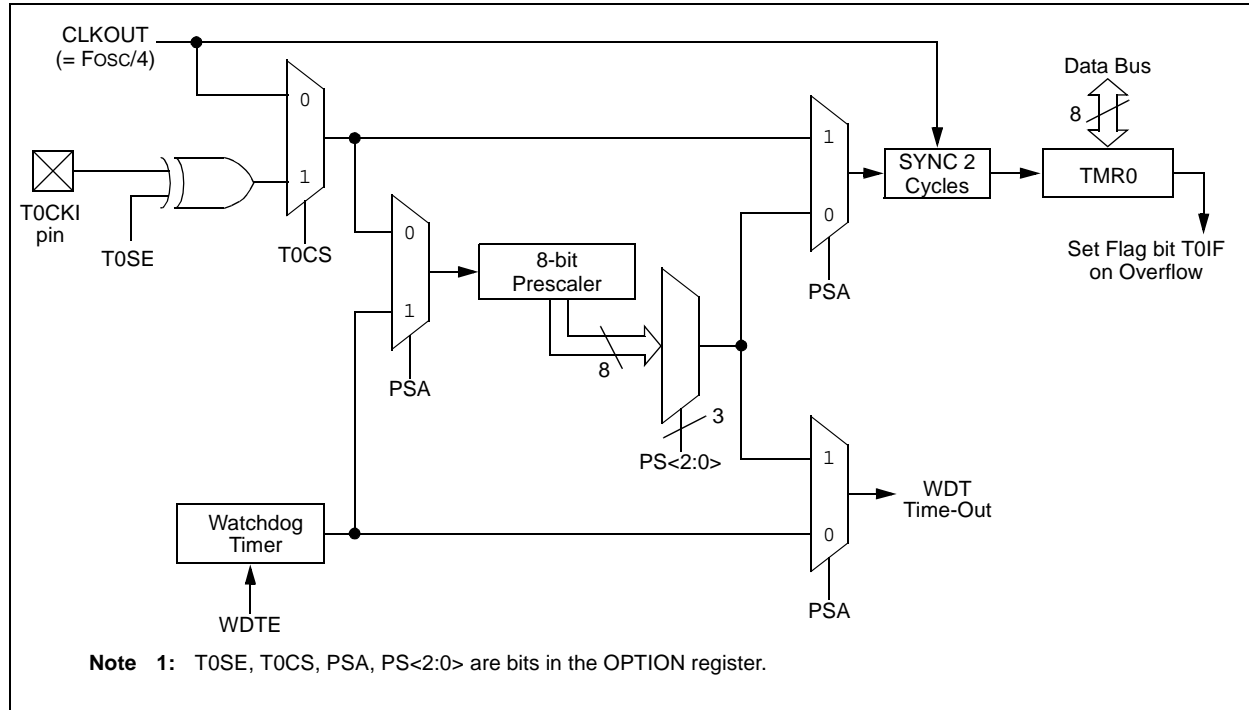 CLKOUT
(= FOSC/4)
Data Bus
8
0
1
T0CKI
pin
T0SE
T0CS
1
0
PSA
SYNC 2
Cycles
TMR0
Set Flag bit T0IF
on Overflow
0
1
PSA
8-bit
Prescaler
8
3
PS<2:0>
1
0
PSA
WDT
Time-Out
Watchdog
Timer
WDTE
Note 1: T0SE, T0CS, PSA, PS<2:0> are bits in the OPTION register.